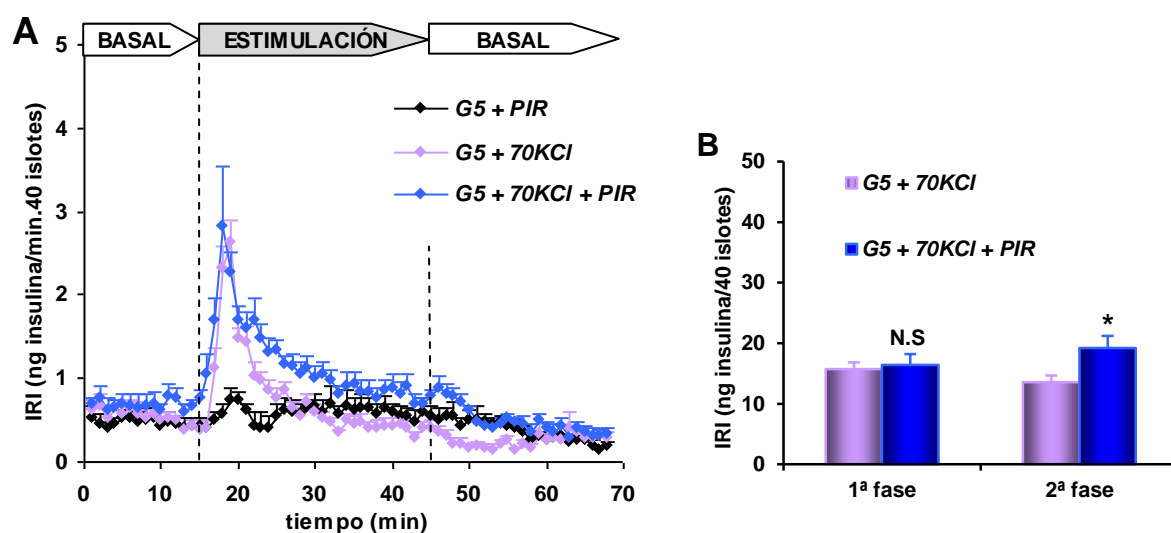 A
BASAL
ESTIMULACIÓN
BASAL
IRI (ng insulina/min.40 islotes)
5
4
3
2
1
0
G5 + PIR
G5 + 70KCl
G5 + 70KCl + PIR
0 10 20 30 40 50 60 70
tiempo (min)
B
IRI (ng insulina/40 islotes)
50
40
30
20
10
0
G5 + 70KCl
G5 + 70KCl + PIR
N.S
*
1ª fase 2ª fase